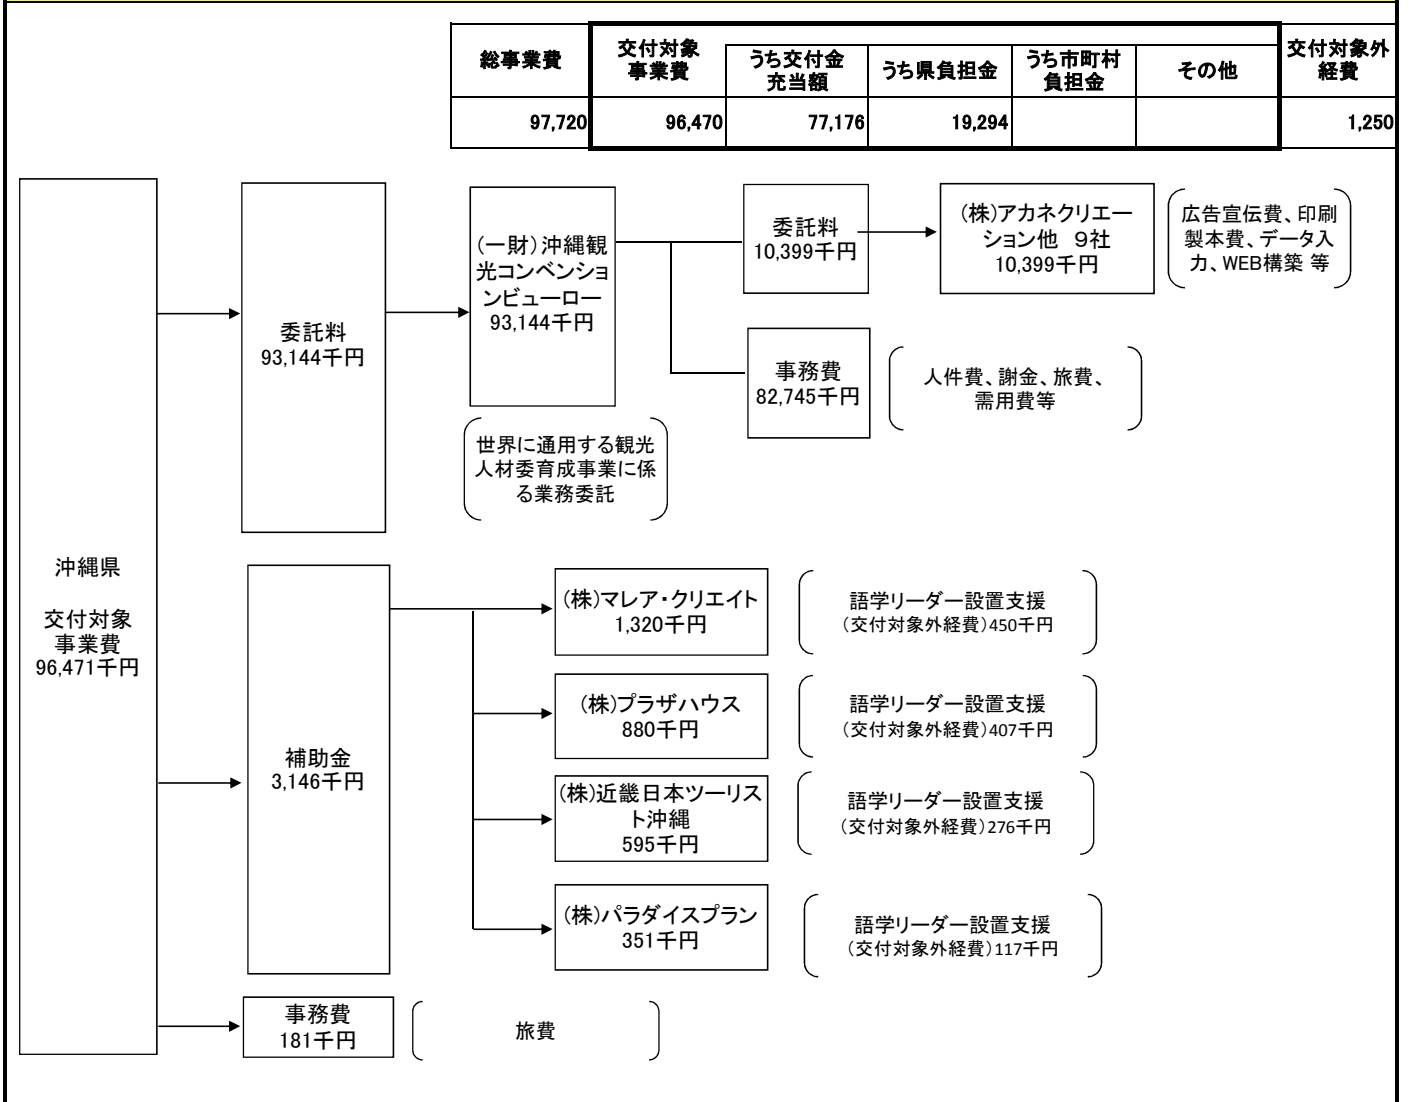 総事業費
交付対象
事業費
うち交付金
充当額
うち県負担金
うち市町村
負担金
その他
交付対象外
経費
97,720
96,470
77,176
19,294
1,250
沖縄県
交付対象
事業費
96,471千円
委託料
93,144千円
(一財)沖縄観
光コンベンショ
ンビューロー
93,144千円
世界に通用する観光
人材委育成事業に係
る業務委託
委託料
10,399千円
(株)アカネクリエー
ション他 9社
10,399千円
広告宣伝費、印刷
製本費、データ入
力、WEB構築 等
事務費
82,745千円
人件費、謝金、旅費、
需用費等
補助金
3,146千円
(株)マレア・クリエイト
1,320千円
語学リーダー設置支援
(交付対象外経費)450千円
(株)プラザハウス
880千円
語学リーダー設置支援
(交付対象外経費)407千円
(株)近畿日本ツーリス
ト沖縄
595千円
語学リーダー設置支援
(交付対象外経費)276千円
(株)パラダイスプラン
351千円
語学リーダー設置支援
(交付対象外経費)117千円
事務費
181千円
旅費